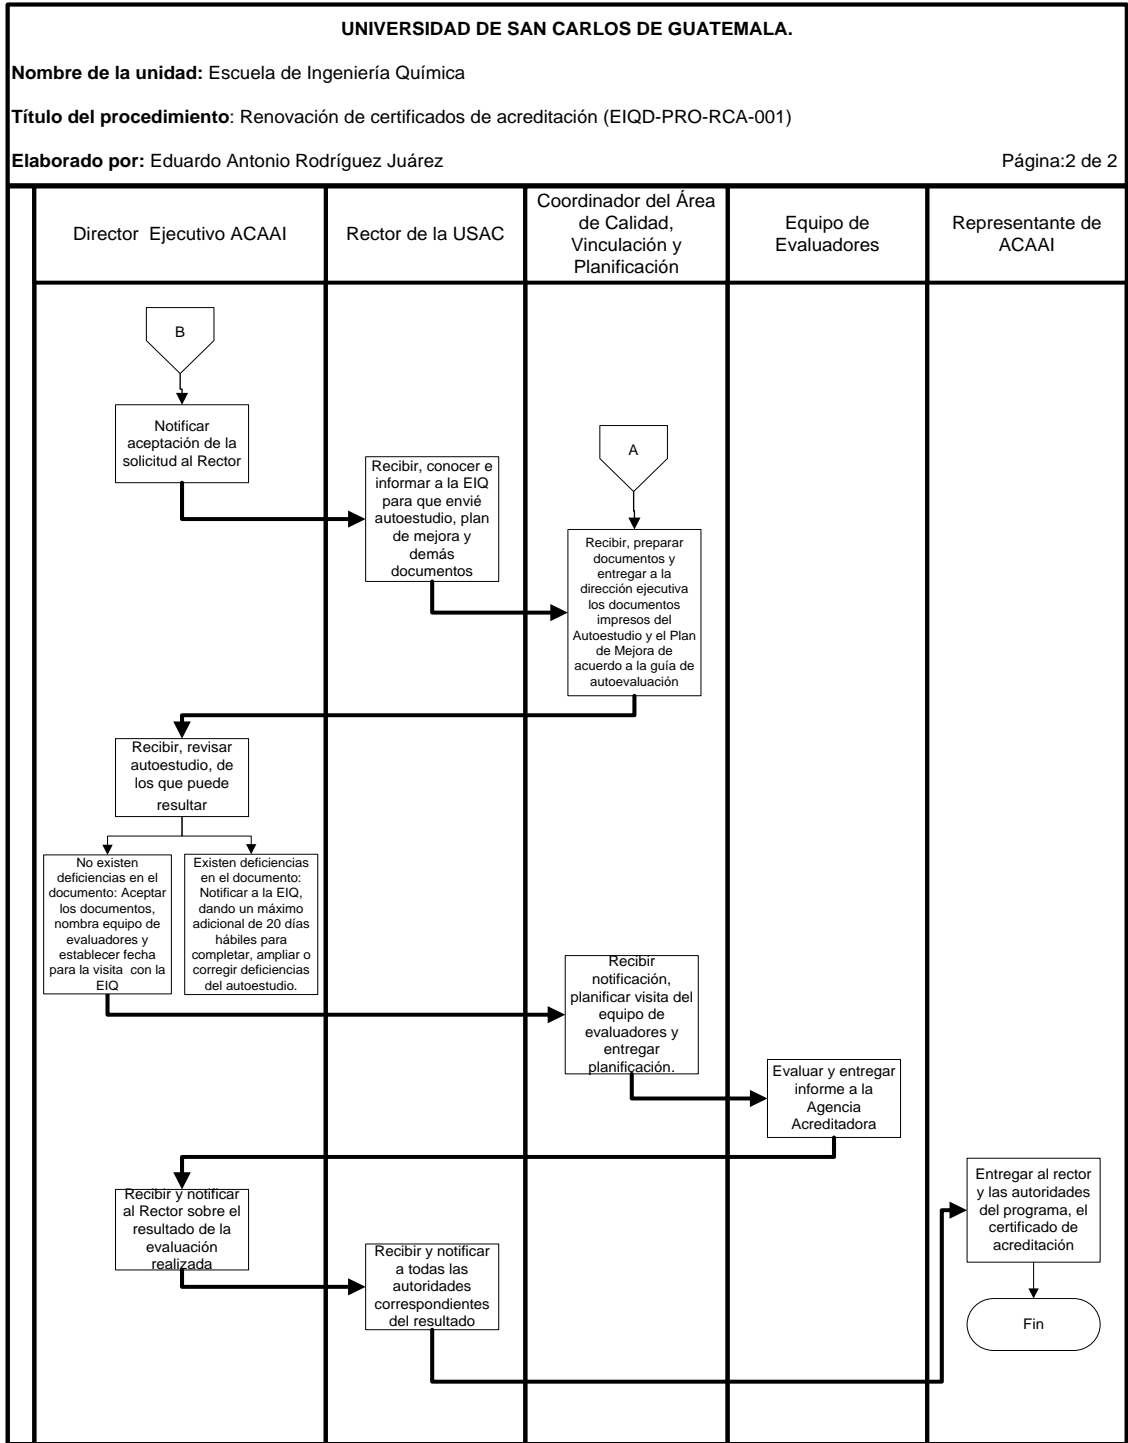 UNIVERSIDAD DE SAN CARLOS DE GUATEMALA.
Nombre de la unidad: Escuela de Ingeniería Química
Título del procedimiento: Renovación de certificados de acreditación (EIQD-PRO-RCA-001)
Elaborado por: Eduardo Antonio Rodríguez Juárez
Página:2 de 2
Director Ejecutivo ACAAI
Rector de la USAC
Coordinador del Área
de Calidad,
Vinculación y
Planificación
Equipo de
Evaluadores
Representante de
ACAAI
B
Notificar
aceptación de la
solicitud al Rector
Recibir, conocer e
informar a la EIQ
para que envié
autoestudio, plan
de mejora y
demás
documentos
A
Recibir, preparar
documentos y
entregar a la
dirección ejecutiva
los documentos
impresos del
Autoestudio y el Plan
de Mejora de
acuerdo a la guía de
autoevaluación
Recibir, revisar
autoestudio, de
los que puede
resultar
No existen
deficiencias en el
documento: Aceptar
los documentos,
nombra equipo de
evaluadores y
establecer fecha
para la visita con la
EIQ
Existen deficiencias
en el documento:
Notificar a la EIQ,
dando un máximo
adicional de 20 días
hábiles para
completar, ampliar o
corregir deficiencias
del autoestudio.
Recibir
notificación,
planificar visita del
equipo de
evaluadores y
entregar
planificación.
Evaluar y entregar
informe a la
Agencia
Acreditadora
Recibir y notificar
al Rector sobre el
resultado de la
evaluación
realizada
Recibir y notificar
a todas las
autoridades
correspondientes
del resultado
Entregar al rector
y las autoridades
del programa, el
certificado de
acreditación
Fin